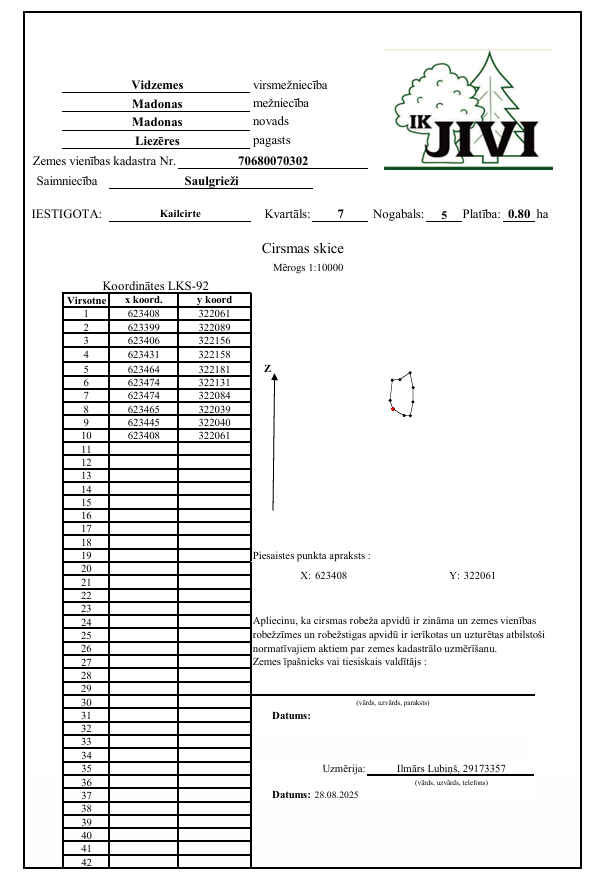 Vidzemes virsmežniecība
Madonas mežniecība
Madonas novads
Liezēres pagasts
IK JIVI
Zemes vienības kadastra Nr. 70680070302
Saimniecība Saulgrieži
IESTIGOTA: Kailcirte Kvartāls: 7 Nogabals: 5 Platība: 0.80 ha
Cirsmas skice
Mērogs 1:10000
Koordinātes LKS-92
Virsotne x koord. y koord
1 623408 322061
2 623399 322089
3 623406 322156
4 623431 322158
5 623464 322181
6 623474 322131
7 623474 322084
8 623465 322039
9 623445 322040
10 623408 322061
11
12
13
14
15
16
17
18
19
20
21
22
23
24
25
26
27
28
29
30
31
32
33
34
35
36
37
38
39
40
41
42
Z
Piesaistes punkta apraksts :
X: 623408 Y: 322061
Apliecinu, ka cirsmas robeža apvidū ir zināma un zemes vienības
robežzīmes un robežstigas apvidū ir ierīkotas un uzturētas atbilstoši
normatīvajiem aktiem par zemes kadastrālo uzmērīšanu.
Zemes īpašnieks vai tiesiskais valdītājs :
(vārds, uzvārds, paraksts)
Datums:
Uzmērija: Ilmārs Lubiņš, 29173357
(vārds, uzvārds, telefons)
Datums: 28.08.2025